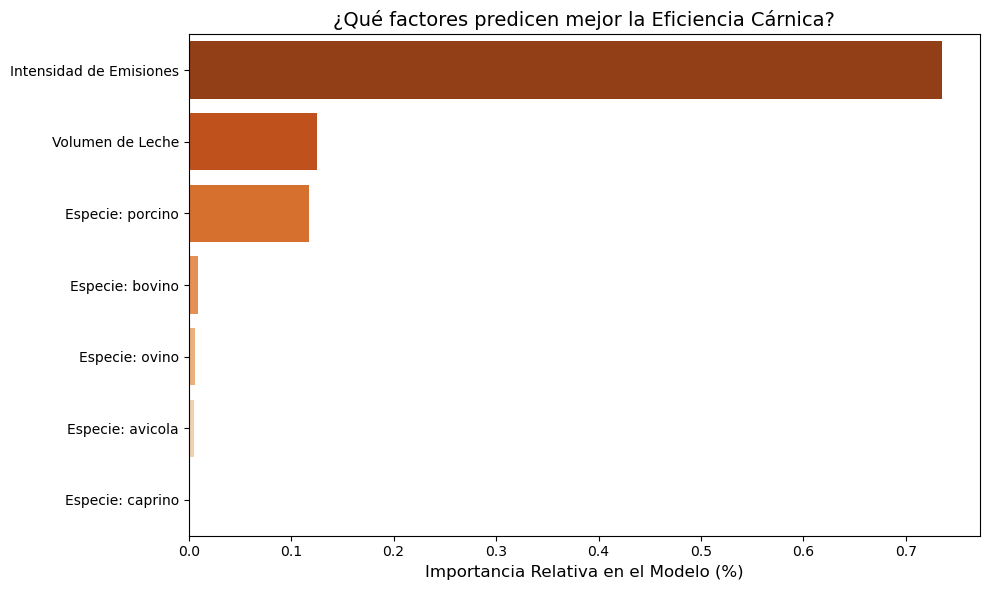 ¿Qué factores predicen mejor la Eficiencia Cárnica?
Intensidad de Emisiones
Volumen de Leche
Especie: porcino
Especie: bovino
Especie: ovino
Especie: avicola
Especie: caprino
0.0 0.1 0.2 0.3 0.4 0.5 0.6 0.7
Importancia Relativa en el Modelo (%)